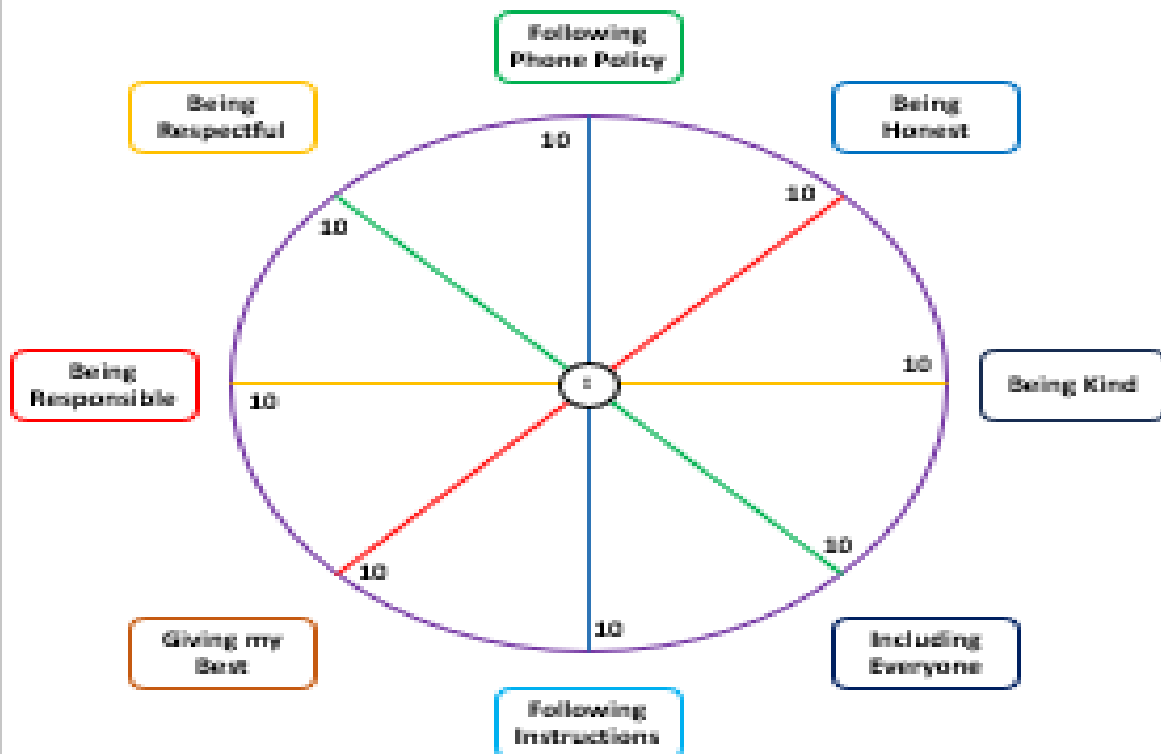 Following
Phone Policy
Being
Respectful
Being
Honest
10
10
10
Being
Responsible
10
10
Being Kind
10
10
10
Giving my
Best
Including
Everyone
Following
Instructions